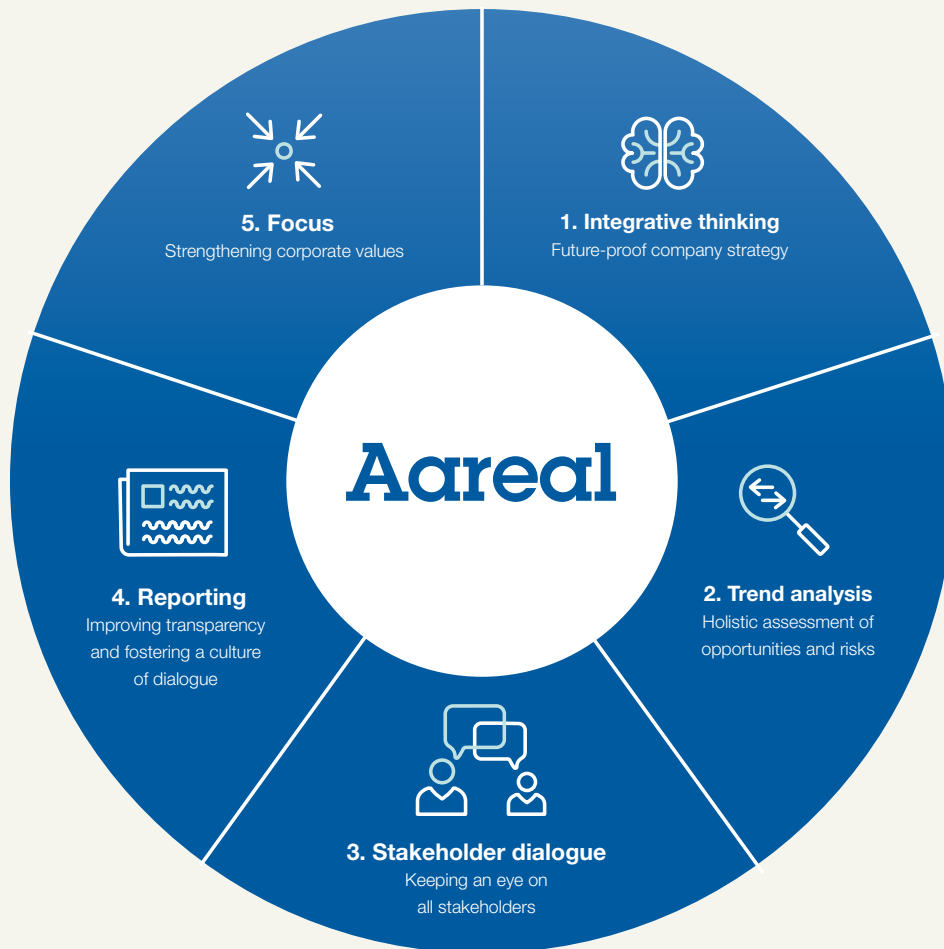 5. Focus
Strengthening corporate values
1. Integrative thinking
Future-proof company strategy
Aareal
4. Reporting
Improving transparency
and fostering a culture
of dialogue
2. Trend analysis
Holistic assessment of
opportunities and risks
3. Stakeholder dialogue
Keeping an eye on
all stakeholders